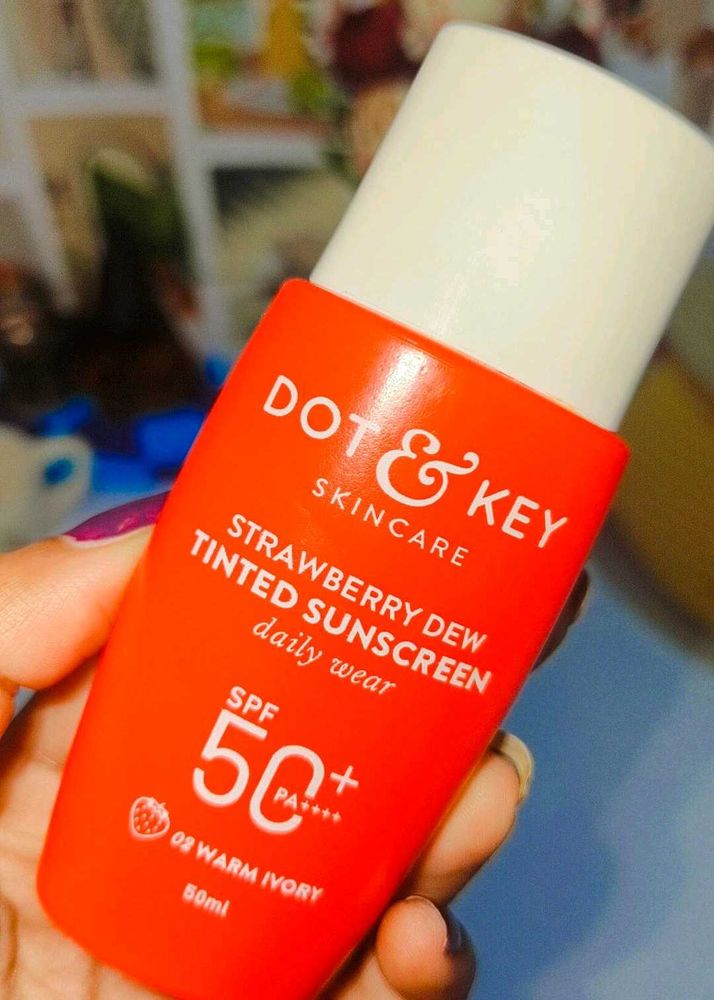 DOT & KEY
SKINCARE
STRAWBERRY DEW
TINTED SUNSCREEN
daily wear
SPF
50+
PA++++
02 WARM IVORY
50ml